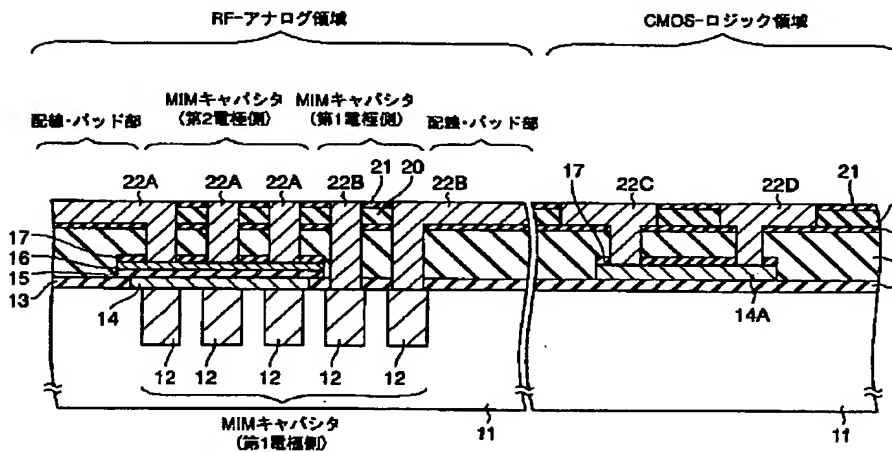 RF-アナログ領域
CMOS-ロジック領域
MIMキャパシタ
(第2電極側)
MIMキャパシタ
(第1電極側)
配線・パッド部
配線・パッド部
22A
22A
22A
22B
21
20
22B
17
22C
22D
21
17
16
15
13
14
14A
12
12
12
12
12
MIMキャパシタ
(第1電極側)
11
11